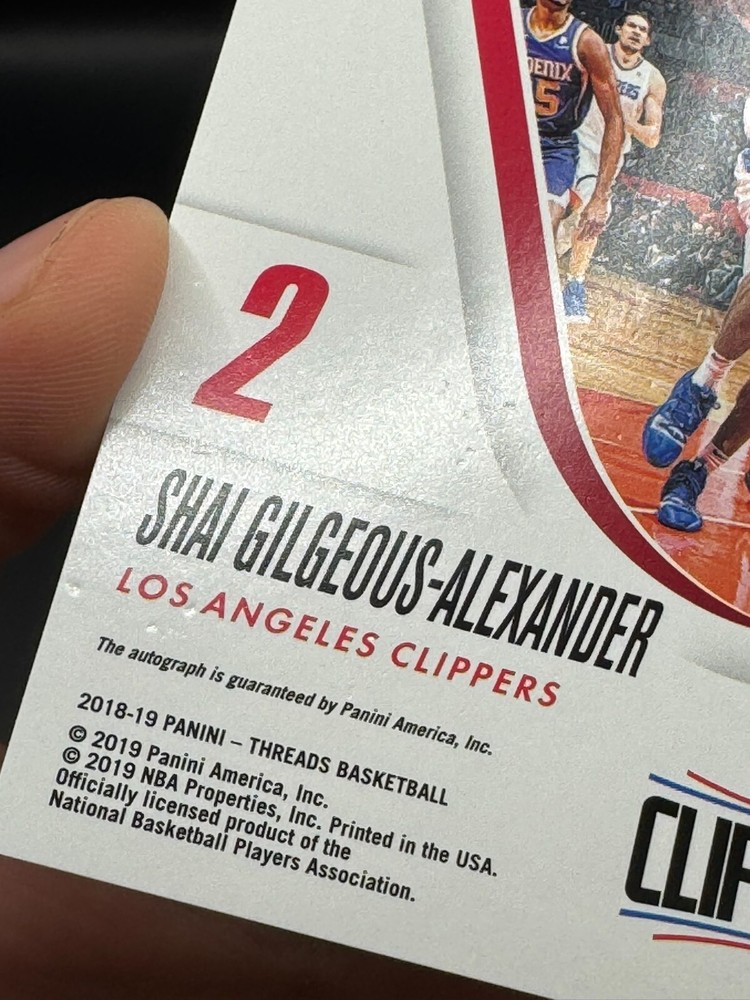 OENIX
5
2
SHAI GILGEOUS-ALEXANDER
LOS ANGELES CLIPPERS
The autograph is guaranteed by Panini America, Inc.
2018-19 PANINI – THREADS BASKETBALL
© 2019 Panini America, Inc.
© 2019 NBA Properties, Inc. Printed in the USA.
Officially licensed product of the
National Basketball Players Association.